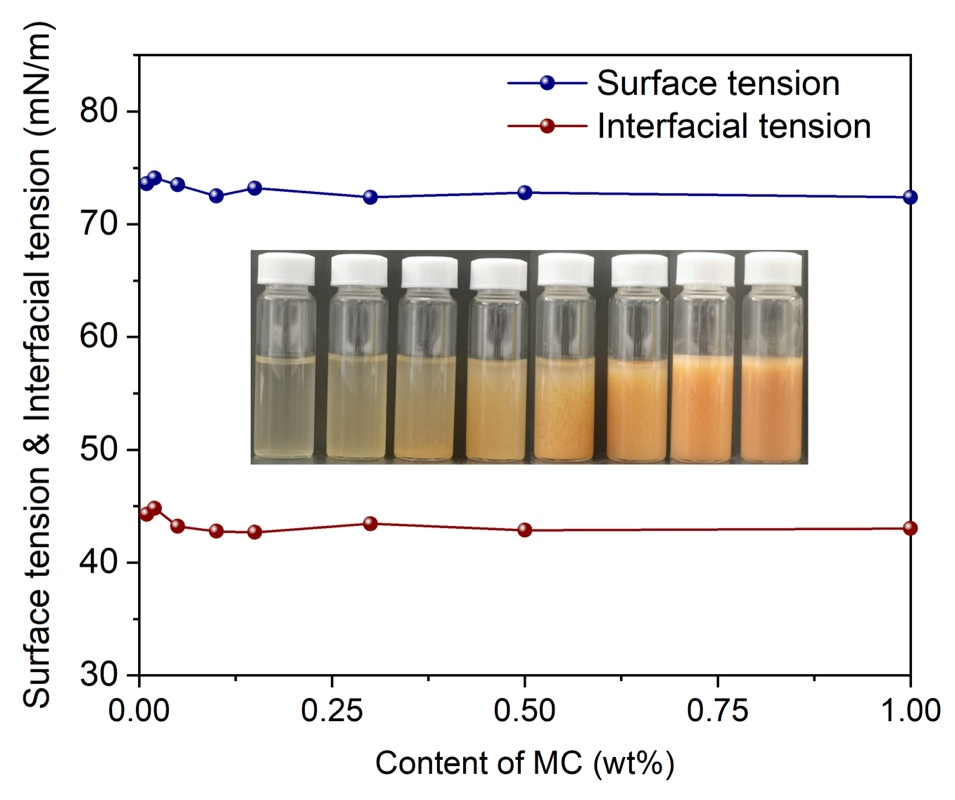 Surface tension & Interfacial tension (mN/m)
80
70
60
50
40
30
Surface tension
Interfacial tension
0.00 0.25 0.50 0.75 1.00
Content of MC (wt%)